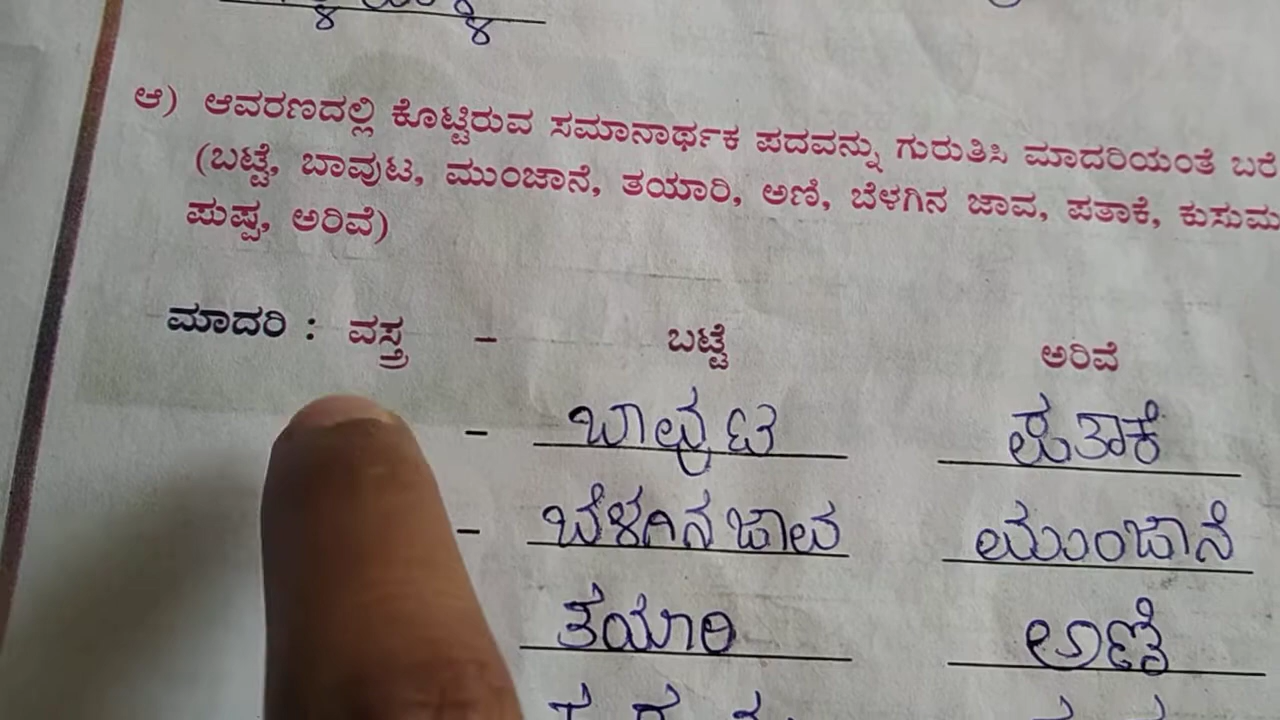 ಆ) ಆವರಣದಲ್ಲಿ ಕೊಟ್ಟಿರುವ ಸಮಾನಾರ್ಥಕ ಪದವನ್ನು ಗುರುತಿಸಿ ಮಾದರಿಯಂತೆ ಬರೆ
(ಬಟ್ಟೆ, ಬಾವುಟ, ಮುಂಜಾನೆ, ತಯಾರಿ, ಅಣಿ, ಬೆಳಗಿನ ಜಾವ, ಪತಾಕೆ, ಕುಸುಮ
ಪುಷ್ಪ, ಅರಿವೆ)
ಮಾದರಿ : ವಸ್ತ್ರ - ಬಟ್ಟೆ ಅರಿವೆ
- ಬಾವುಟ ಪತಾಕೆ
- ಬೆಳಗಿನ ಜಾವ ಮುಂಜಾನೆ
ತಯಾರಿ ಅಣಿ